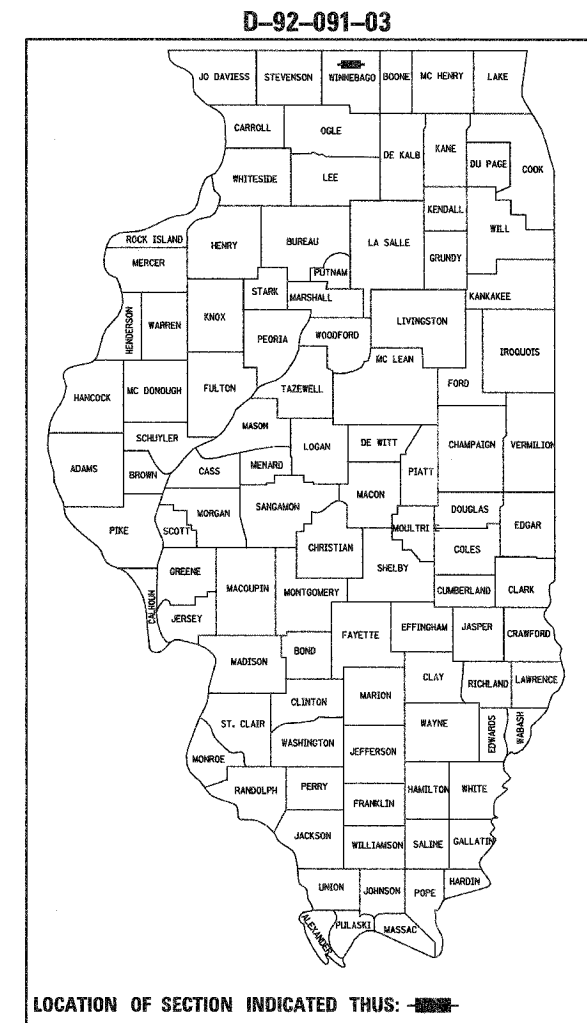 D-92-091-03
JO DAVIESS STEVENSON WINNEBAGO BOONE MC HENRY LAKE
CARROLL OGLE DE KALB KANE DU PAGE COOK
WHITESIDE LEE
KENDALL
ROCK ISLAND HENRY BUREAU LA SALLE GRUNDY WILL
MERCER
PUTNAM
STARK MARSHALL KANKAKEE
HENDERSON WARREN KNOX PEORIA WOODFORD LIVINGSTON IROQUOIS
MC LEAN
HANCOCK MC DONOUGH FULTON TAZEWELL FORD
MASON
SCHUYLER LOGAN DE WITT CHAMPAIGN VERMILION
ADAMS BROWN CASS MENARD PIATT
MACON
MORGAN SANGAMON DOUGLAS EDGAR
PIKE SCOTT CHRISTIAN MOULTRI COLES
GREENE MACOUPIN MONTGOMERY SHELBY CUMBERLAND CLARK
CALHOUN JERSEY
FAYETTE EFFINGHAM JASPER CRAWFORD
MADISON BOND
CLINTON MARION CLAY RICHLAND LAWRENCE
ST. CLAIR WAYNE EDWARDS WABASH
WASHINGTON JEFFERSON
MONROE
RANDOLPH PERRY FRANKLIN HAMILTON WHITE
JACKSON WILLIAMSON SALINE GALLATIN
UNION JOHNSON POPE HARDIN
ALEXANDER PULASKI MASSAC
LOCATION OF SECTION INDICATED THUS: